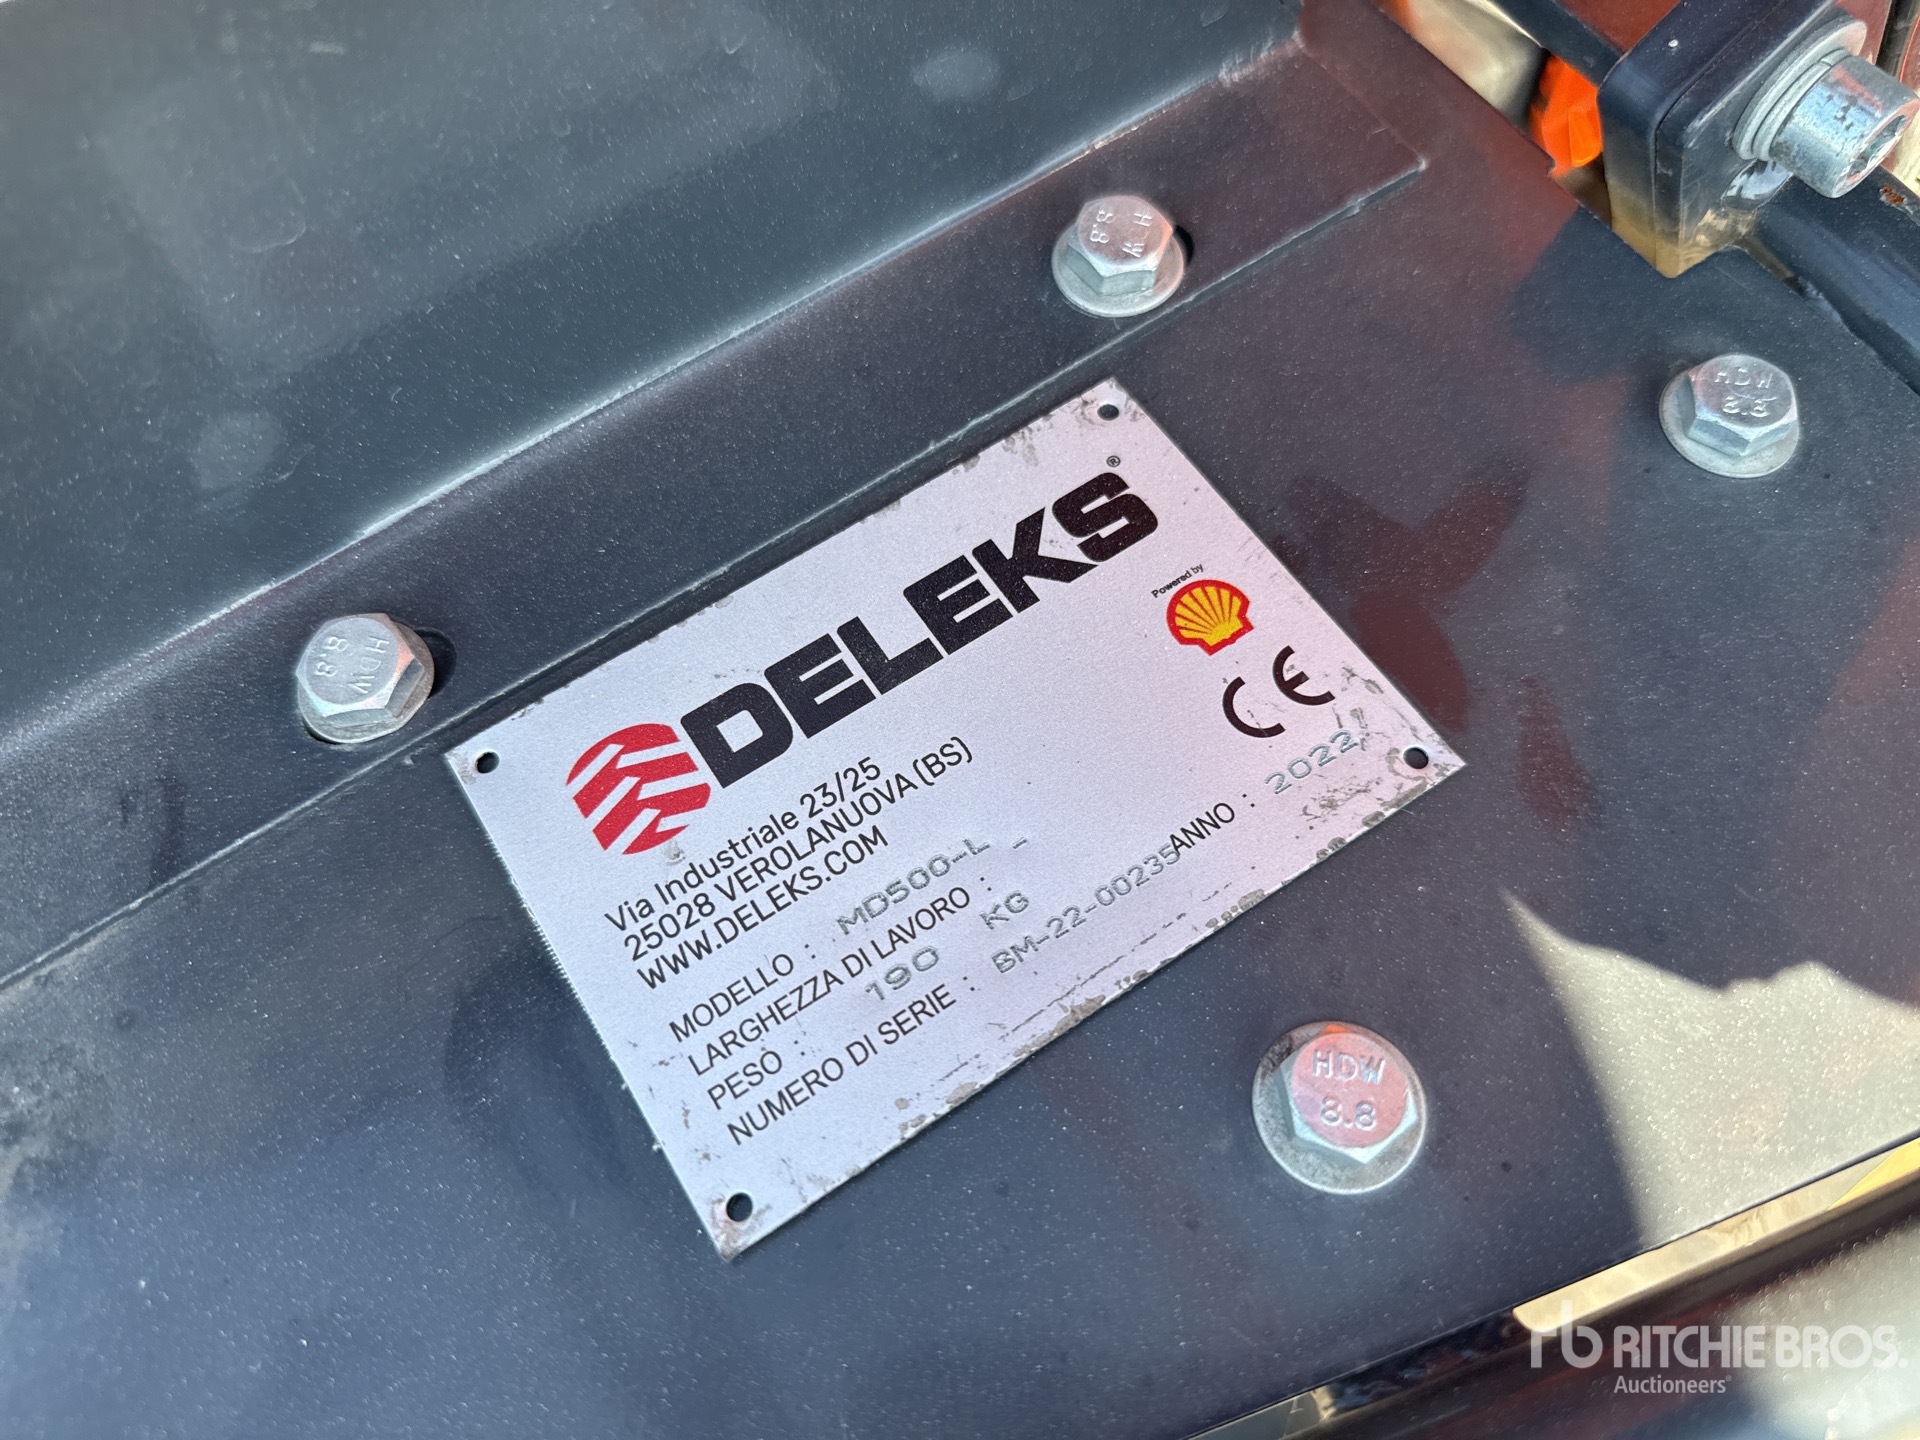 DELEKS®
Powered by
CE
Via Industriale 23/25
25028 VEROLANUOVA (BS)
WWW.DELEKS.COM
MODELLO : MD500-L
LARGHEZZA DI LAVORO : -
PESO : 190 KG
NUMERO DI SERIE : BM-22-00235 ANNO : 2022
8.8
HDW
8.8
HDW
8.8
HDW
8.8
rb RITCHIE BROS.
Auctioneers